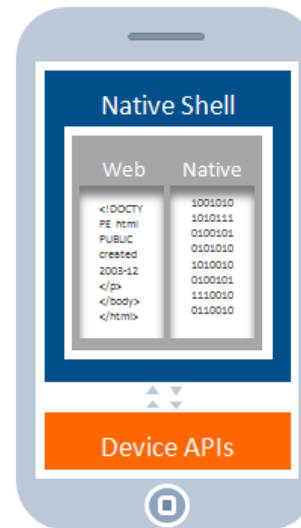 Native Shell
Web
Native
<!DOCTY
PE html
PUBLIC
created
2003-12
</p>
</body>
</html>
1001010
1010111
0100101
0101010
1010010
0100101
1110010
0110010
Device APIs